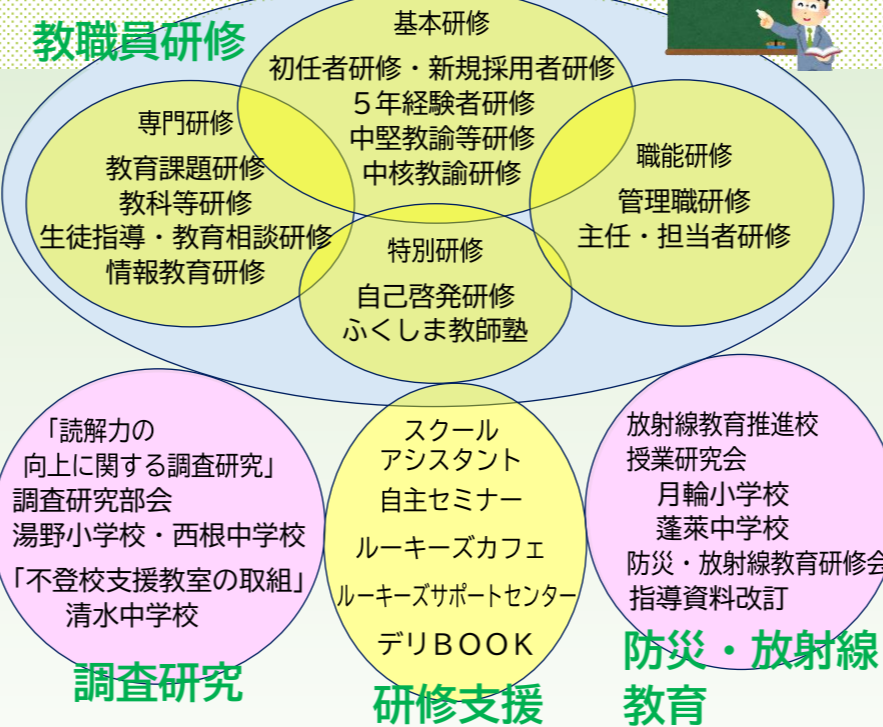 教職員研修
基本研修
初任者研修・新規採用者研修
５年経験者研修
中堅教諭等研修
中核教諭研修
専門研修
教育課題研修
教科等研修
生徒指導・教育相談研修
情報教育研修
職能研修
管理職研修
主任・担当者研修
特別研修
自己啓発研修
ふくしま教師塾
「読解力の
向上に関する調査研究」
調査研究部会
湯野小学校・西根中学校
「不登校支援教室の取組」
清水中学校
調査研究
スクール
アシスタント
自主セミナー
ルーキーズカフェ
ルーキーズサポートセンター
デリＢＯＯＫ
研修支援
放射線教育推進校
授業研究会
月輪小学校
蓬萊中学校
防災・放射線教育研修会
指導資料改訂
防災・放射線
教育